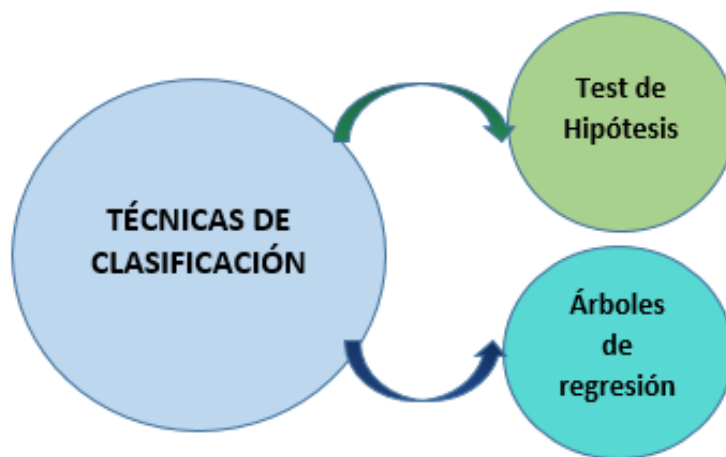 TÉCNICAS DE
CLASIFICACIÓN
Test de
Hipótesis
Árboles
de
regresión